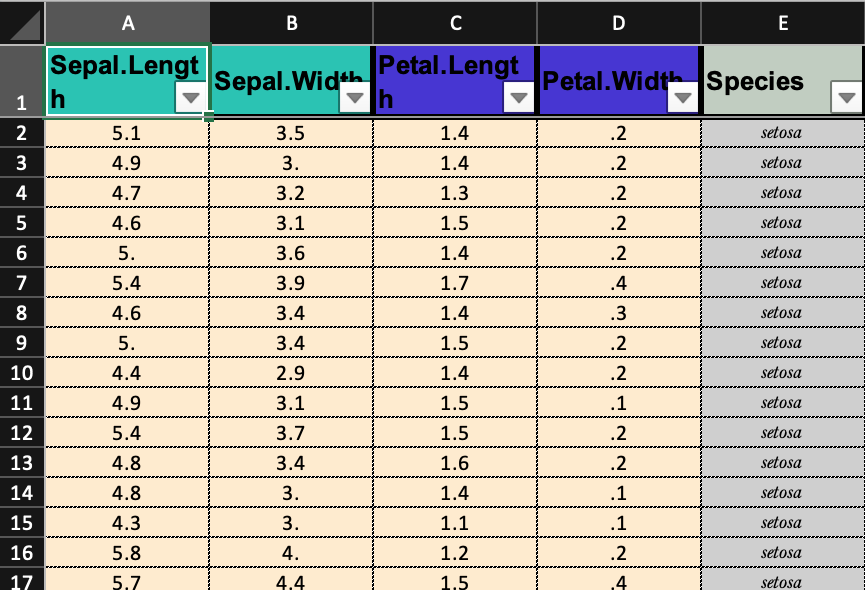 A B C D E
1 Sepal.Length Sepal.Width Petal.Length Petal.Width Species
2 5.1 3.5 1.4 .2 setosa
3 4.9 3. 1.4 .2 setosa
4 4.7 3.2 1.3 .2 setosa
5 4.6 3.1 1.5 .2 setosa
6 5. 3.6 1.4 .2 setosa
7 5.4 3.9 1.7 .4 setosa
8 4.6 3.4 1.4 .3 setosa
9 5. 3.4 1.5 .2 setosa
10 4.4 2.9 1.4 .2 setosa
11 4.9 3.1 1.5 .1 setosa
12 5.4 3.7 1.5 .2 setosa
13 4.8 3.4 1.6 .2 setosa
14 4.8 3. 1.4 .1 setosa
15 4.3 3. 1.1 .1 setosa
16 5.8 4. 1.2 .2 setosa
17 5.7 4.4 1.5 .4 setosa